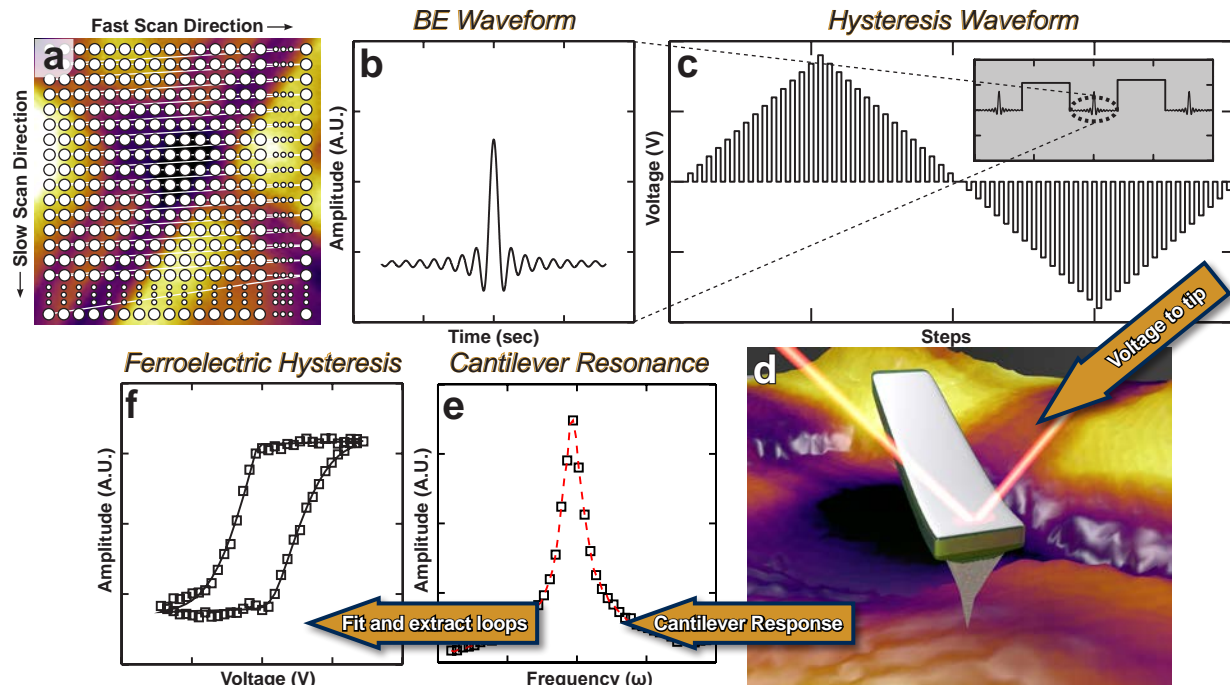 Fast Scan Direction
Slow Scan Direction
a
BE Waveform
b
Amplitude (A.U.)
Time (sec)
Hysteresis Waveform
c
Voltage (V)
Steps
Voltage to tip
d
Ferroelectric Hysteresis
f
Amplitude (A.U.)
Fit and extract loops
Voltage (V)
Cantilever Resonance
e
Amplitude (A.U.)
Cantilever Response
Frequency (ω)